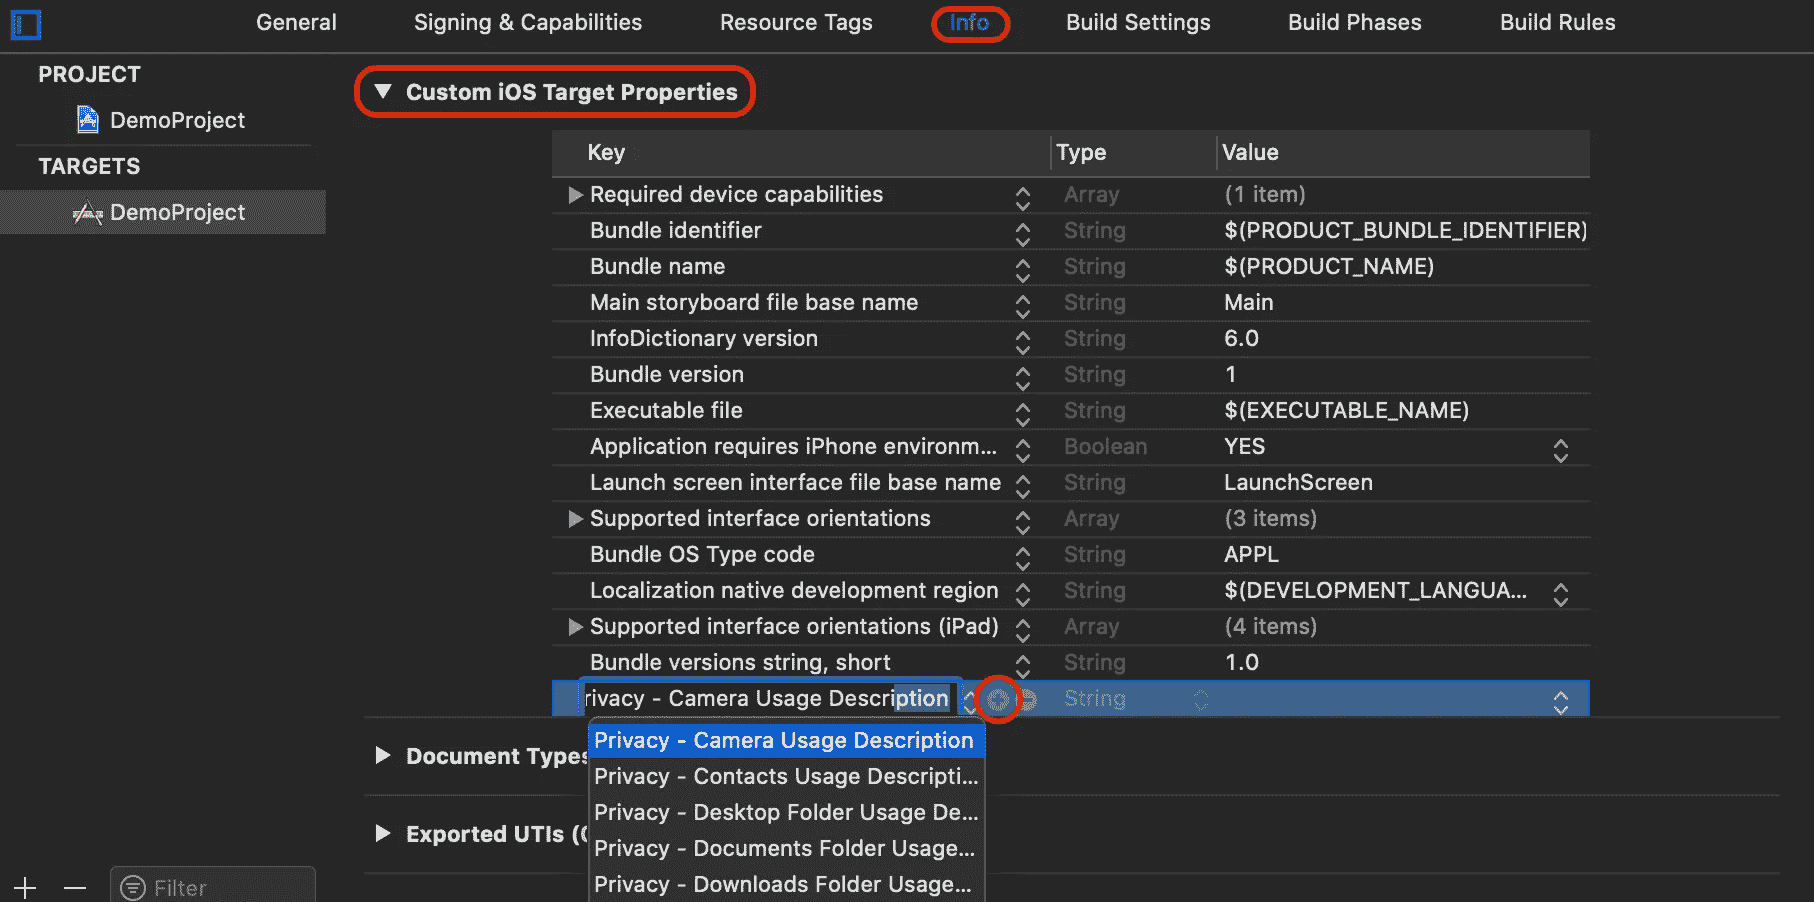 General Signing & Capabilities Resource Tags Info Build Settings Build Phases Build Rules
PROJECT
DemoProject
TARGETS
DemoProject
Custom iOS Target Properties
Key Type Value
Required device capabilities Array (1 item)
Bundle identifier String $(PRODUCT_BUNDLE_IDENTIFIER)
Bundle name String $(PRODUCT_NAME)
Main storyboard file base name String Main
InfoDictionary version String 6.0
Bundle version String 1
Executable file String $(EXECUTABLE_NAME)
Application requires iPhone environm... Boolean YES
Launch screen interface file base name String LaunchScreen
Supported interface orientations Array (3 items)
Bundle OS Type code String APPL
Localization native development region String $(DEVELOPMENT_LANGUA...
Supported interface orientations (iPad) Array (4 items)
Bundle versions string, short String 1.0
rivacy - Camera Usage Description String
Privacy - Camera Usage Description
Privacy - Contacts Usage Descripti...
Privacy - Desktop Folder Usage De...
Privacy - Documents Folder Usage...
Privacy - Downloads Folder Usage...
Document Types
Exported UTIs (
Filter